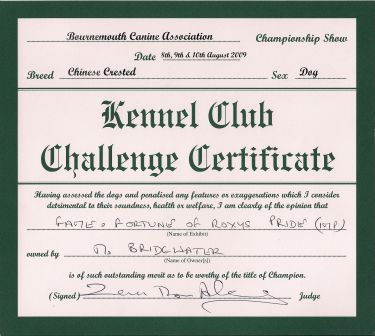 Bournemouth Canine Association Championship Show
Date 8th, 9th & 10th August 2009
Breed Chinese Crested Sex Dog
Kennel Club
Challenge Certificate
Having assessed the dogs and penalised any features or exaggerations which I consider
detrimental to their soundness, health or welfare, I am clearly of the opinion that
FAME & FORTUNE OF ROXYS PRIDE
(Name of Exhibit)
owned by BRIDGWATER
(Name of Owner[s])
is of such outstanding merit as to be worthy of the title of Champion.
(Signed) Judge